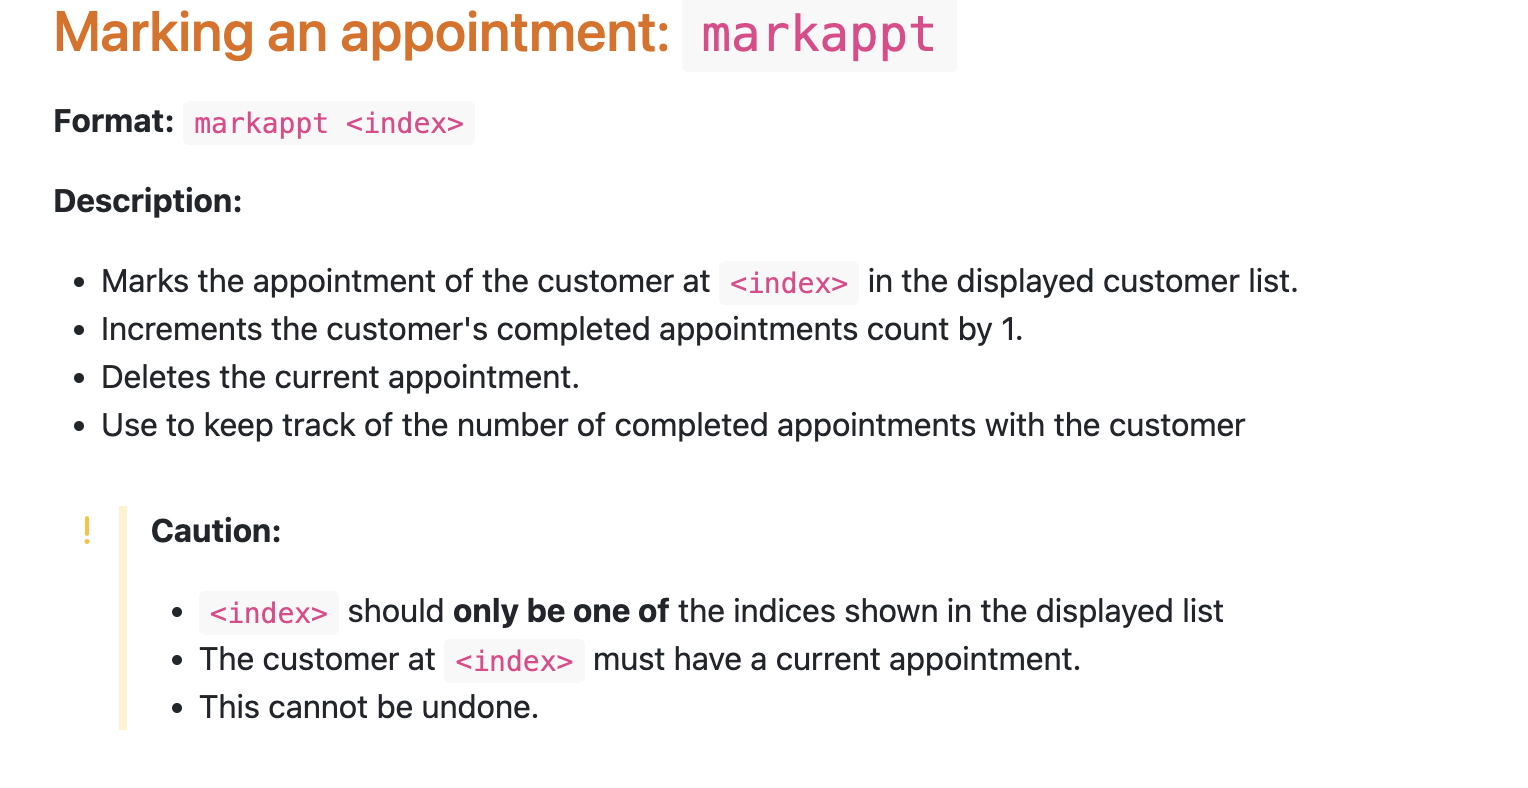 Marking an appointment: markappt
Format: markappt <index>
Description:
Marks the appointment of the customer at <index> in the displayed customer list.
Increments the customer's completed appointments count by 1.
Deletes the current appointment.
Use to keep track of the number of completed appointments with the customer
! Caution:
<index> should only be one of the indices shown in the displayed list
The customer at <index> must have a current appointment.
This cannot be undone.